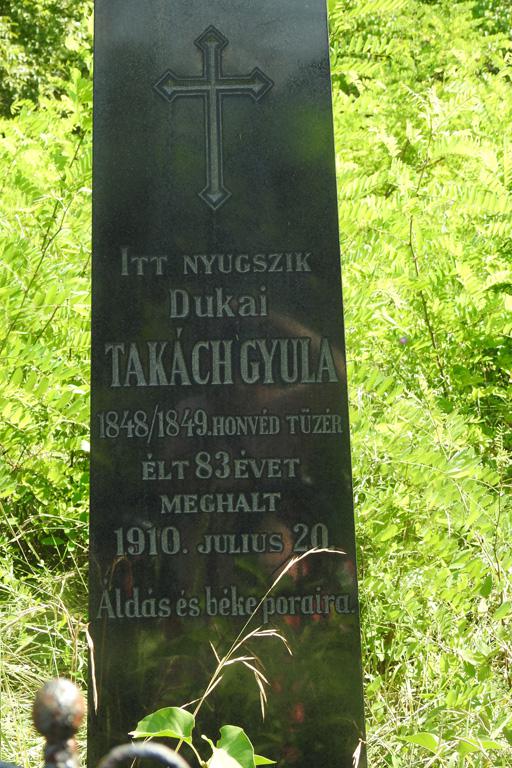 ITT NYUGSZIK
Dukai
TAKÁCH GYULA
1848/1849. HONVÉD TÜZÉR
ÉLT 83 ÉVET
MEGHALT
1910. JULIUS 20.
Áldás és béke poraira.